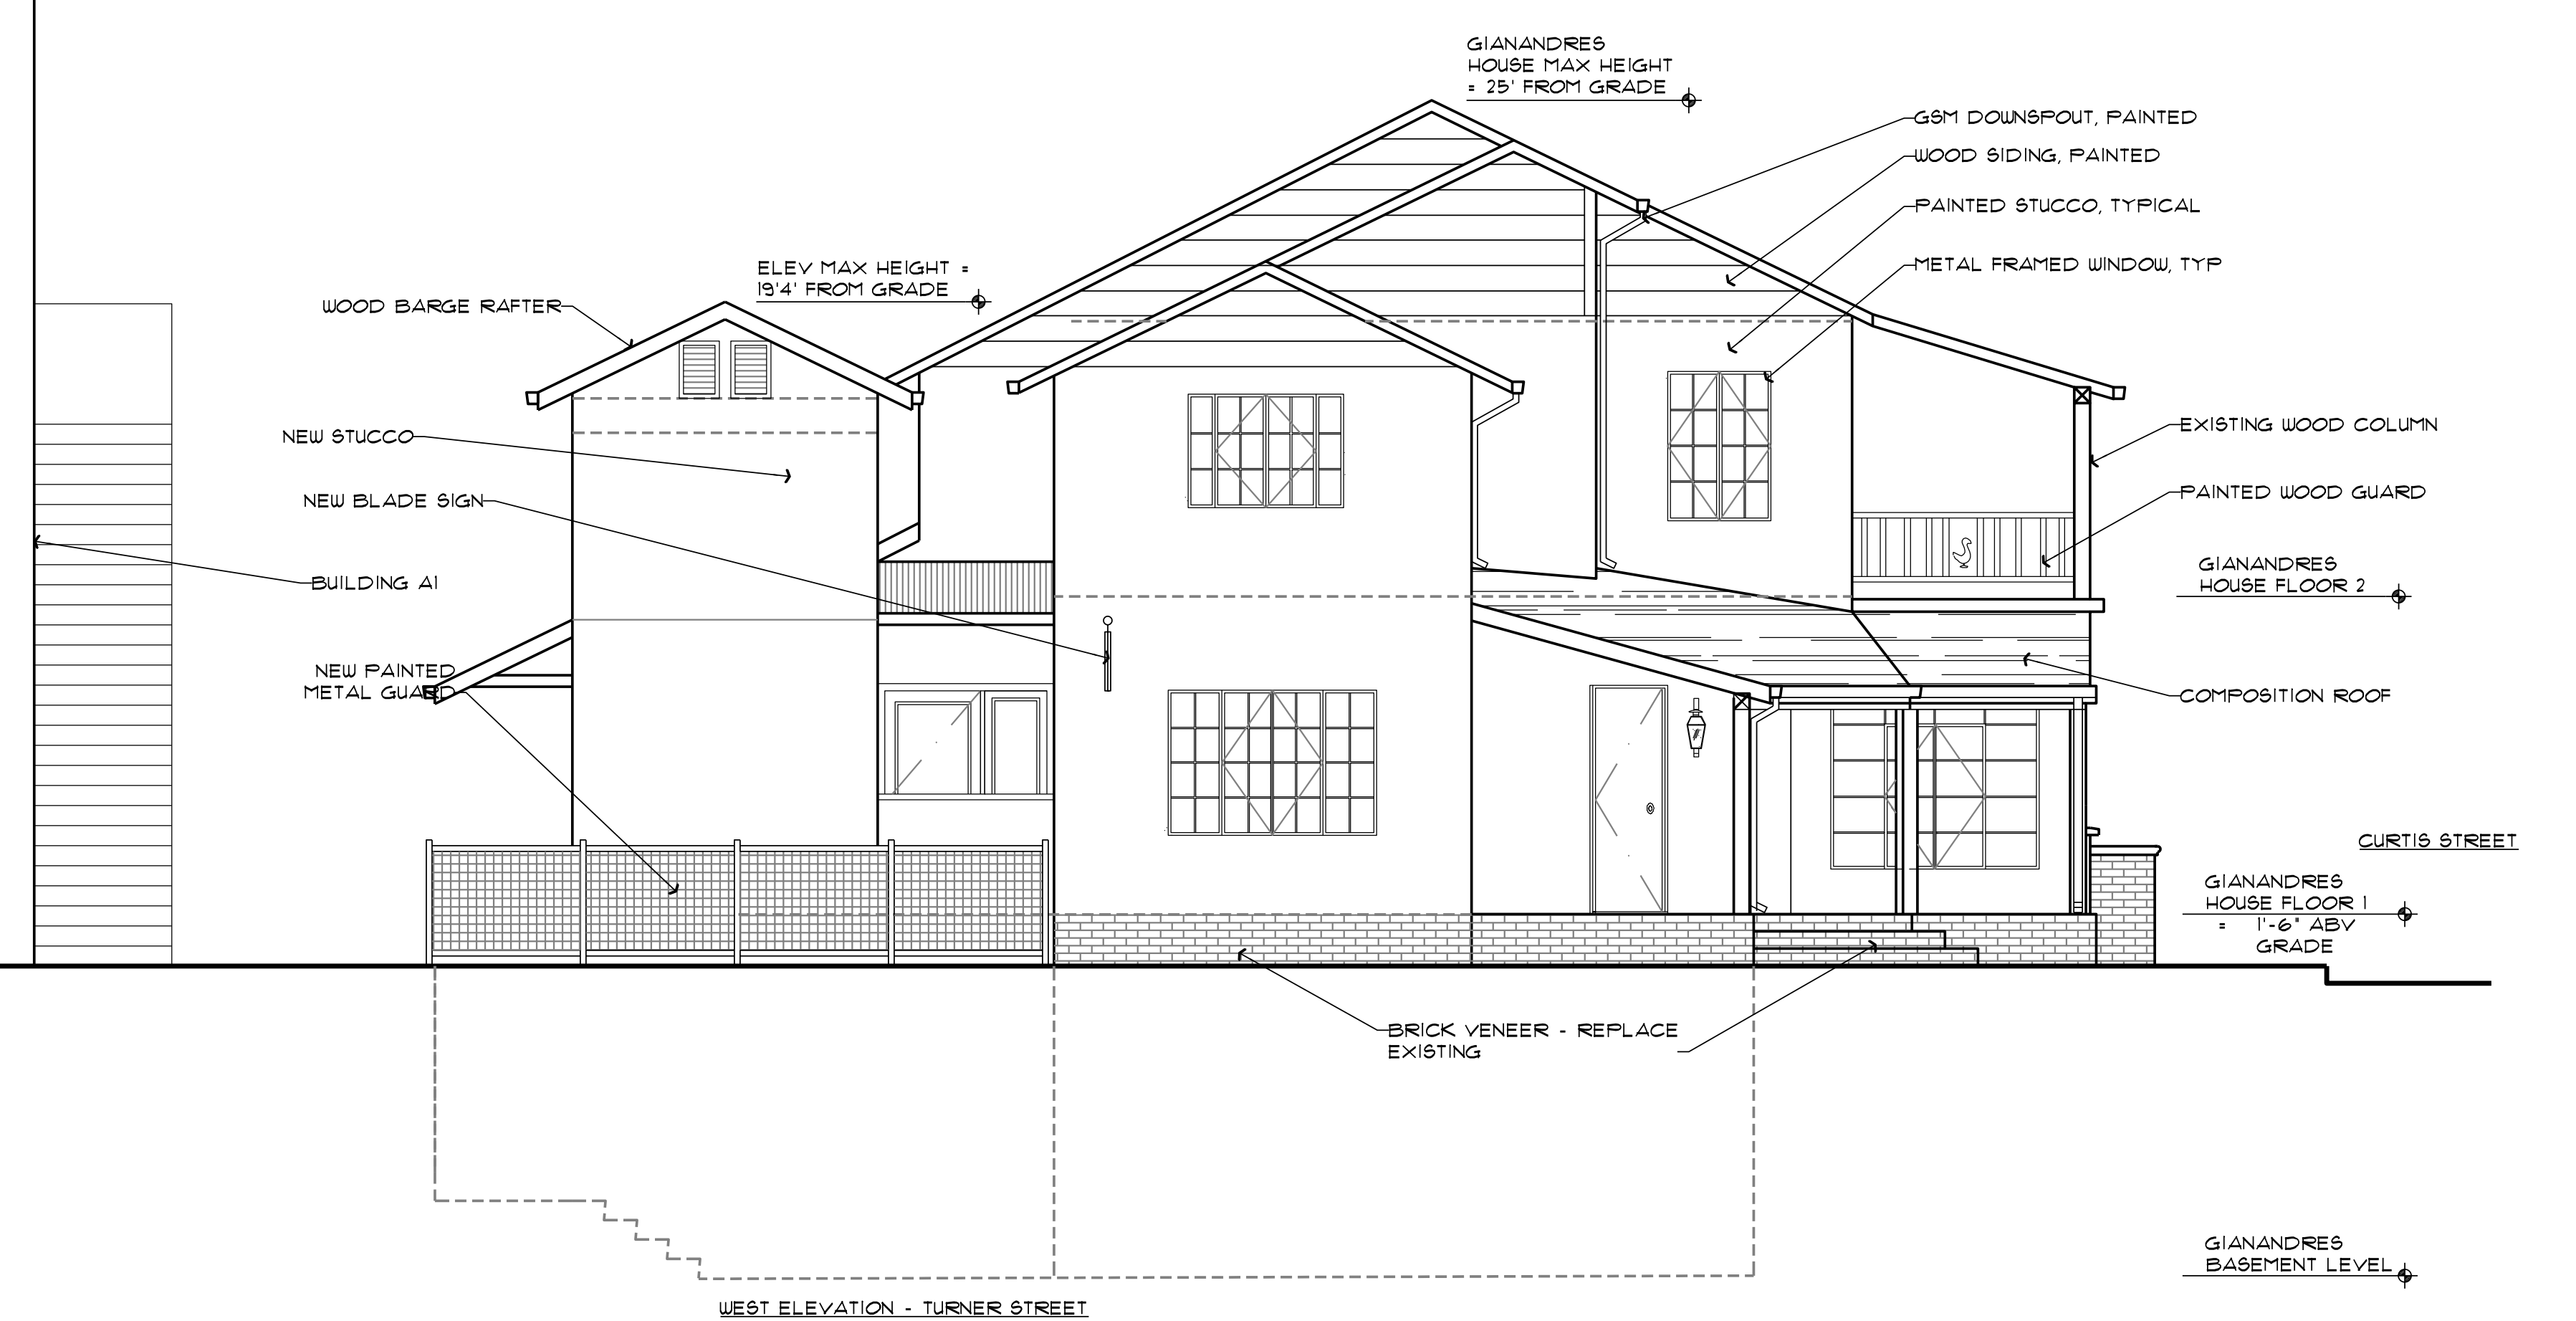 GIANANDRES
HOUSE MAX HEIGHT
= 25' FROM GRADE
GSM DOWNSPOUT, PAINTED
WOOD SIDING, PAINTED
PAINTED STUCCO, TYPICAL
METAL FRAMED WINDOW, TYP
ELEV MAX HEIGHT =
19'4' FROM GRADE
WOOD BARGE RAFTER
NEW STUCCO
EXISTING WOOD COLUMN
NEW BLADE SIGN
PAINTED WOOD GUARD
BUILDING A1
GIANANDRES
HOUSE FLOOR 2
NEW PAINTED
METAL GUARD
COMPOSITION ROOF
CURTIS STREET
GIANANDRES
HOUSE FLOOR 1
= 1'-6" ABV
GRADE
BRICK VENEER - REPLACE
EXISTING
GIANANDRES
BASEMENT LEVEL
WEST ELEVATION - TURNER STREET